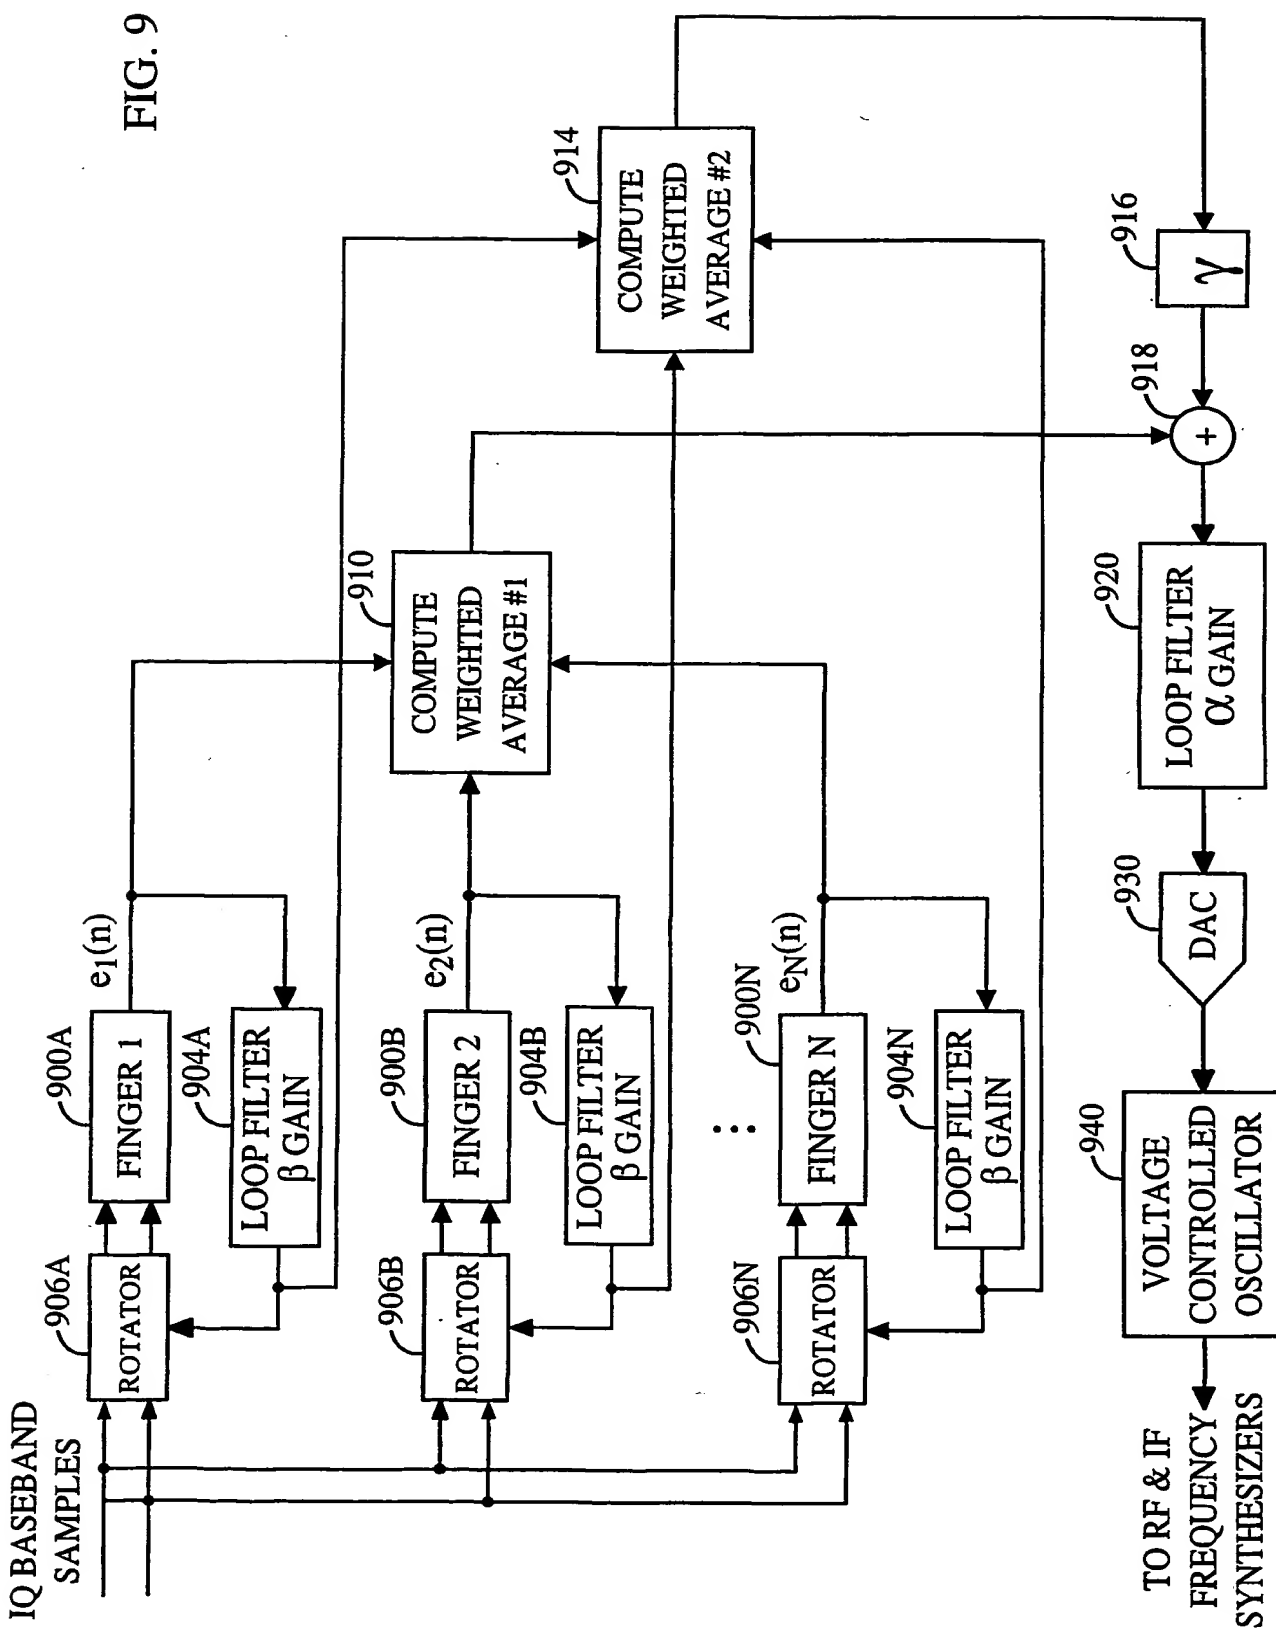 FIG. 9
IQ BASEBAND
SAMPLES
906A
ROTATOR
900A
FINGER 1
e1(n)
904A
LOOP FILTER
β GAIN
906B
ROTATOR
900B
FINGER 2
e2(n)
904B
LOOP FILTER
β GAIN
...
906N
ROTATOR
900N
FINGER N
eN(n)
904N
LOOP FILTER
β GAIN
910
COMPUTE
WEIGHTED
AVERAGE #1
914
COMPUTE
WEIGHTED
AVERAGE #2
916
γ
918
+
920
LOOP FILTER
α GAIN
930
DAC
940
VOLTAGE
CONTROLLED
OSCILLATOR
TO RF & IF
FREQUENCY
SYNTHESIZERS